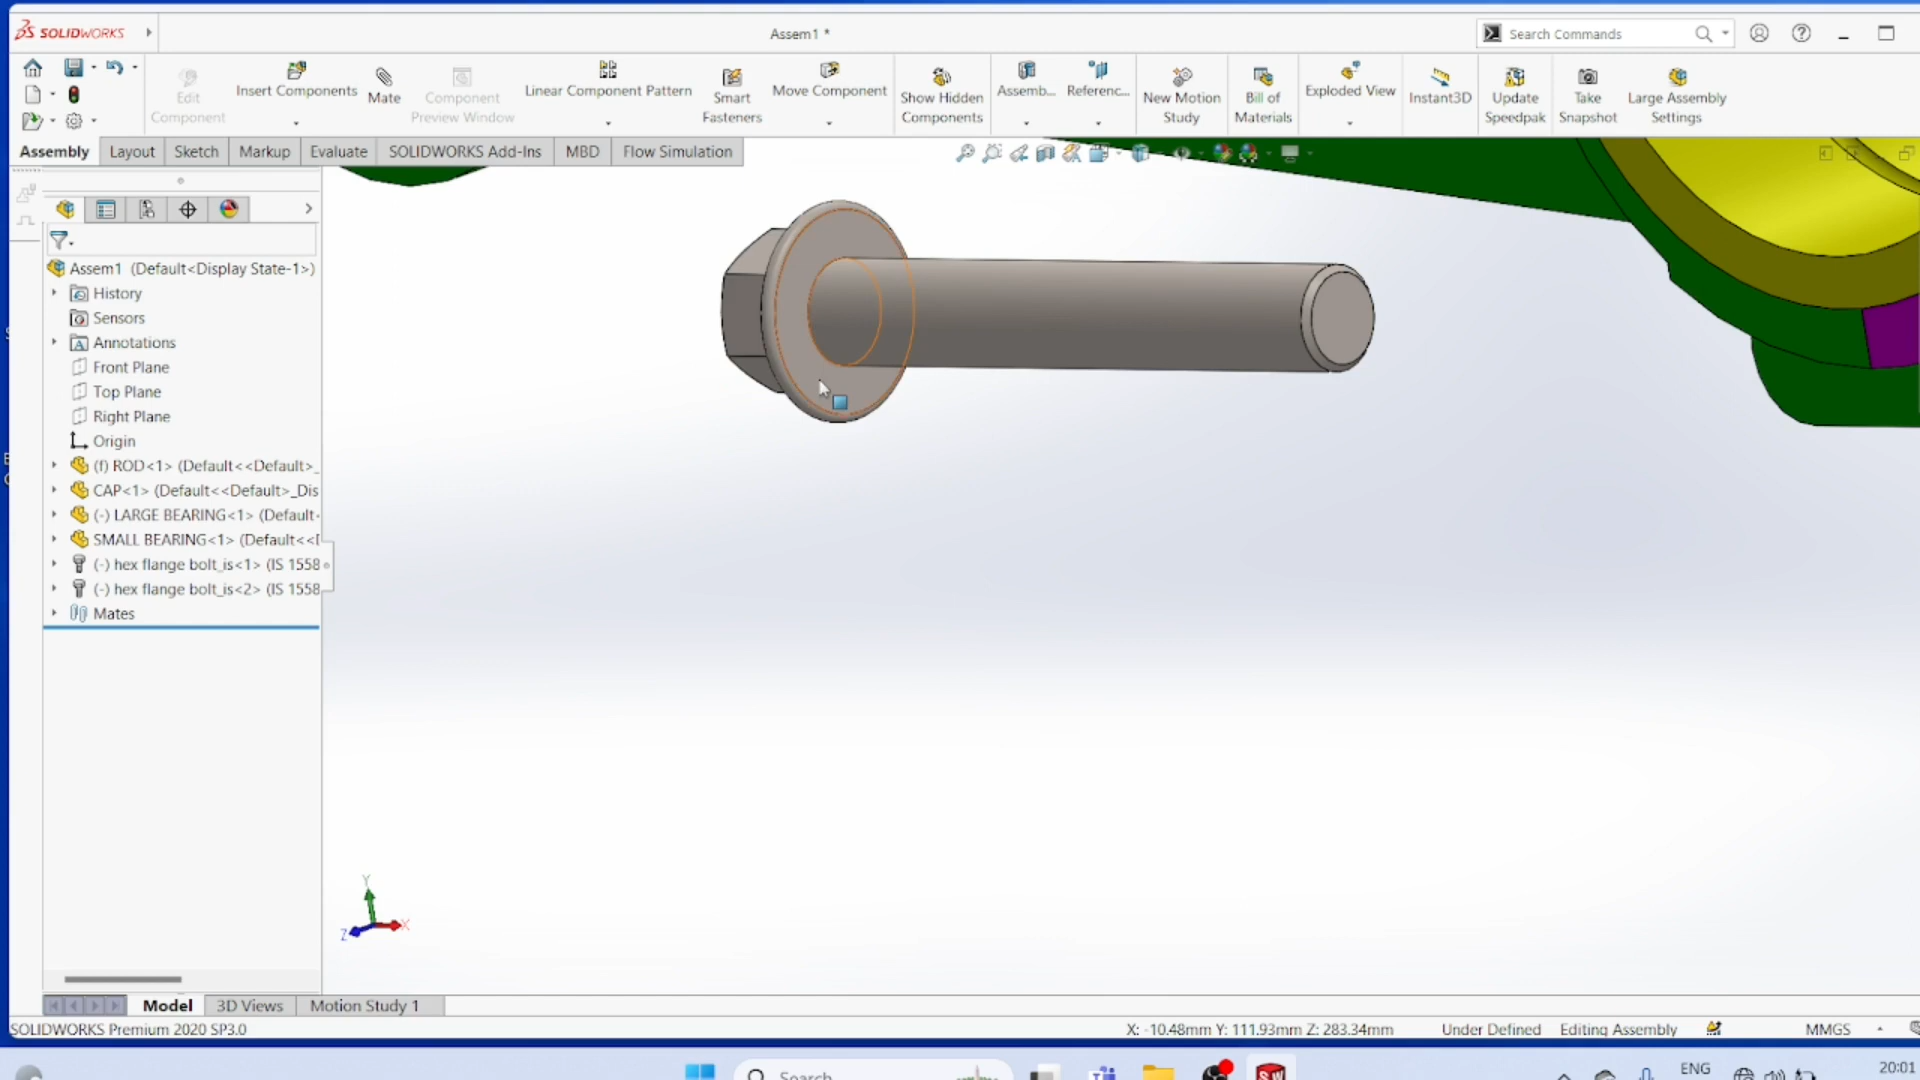 SOLIDWORKS
Assem1 *
Search Commands
Edit Component
Insert Components
Mate
Component Preview Window
Linear Component Pattern
Smart Fasteners
Move Component
Show Hidden Components
Assemb...
Referenc...
New Motion Study
Bill of Materials
Exploded View
Instant3D
Update Speedpak
Take Snapshot
Large Assembly Settings
Assembly
Layout
Sketch
Markup
Evaluate
SOLIDWORKS Add-Ins
MBD
Flow Simulation
Assem1 (Default<Display State-1>)
History
Sensors
Annotations
Front Plane
Top Plane
Right Plane
Origin
(f) ROD<1> (Default<<Default>_
CAP<1> (Default<<Default>_Dis
(-) LARGE BEARING<1> (Default
SMALL BEARING<1> (Default<<
(-) hex flange bolt_is<1> (IS 1558
(-) hex flange bolt_is<2> (IS 1558
Mates
Y
X
Z
Model
3D Views
Motion Study 1
SOLIDWORKS Premium 2020 SP3.0
X: -10.48mm Y: 111.93mm Z: 283.34mm
Under Defined
Editing Assembly
MMGS
Search
ENG
20:01